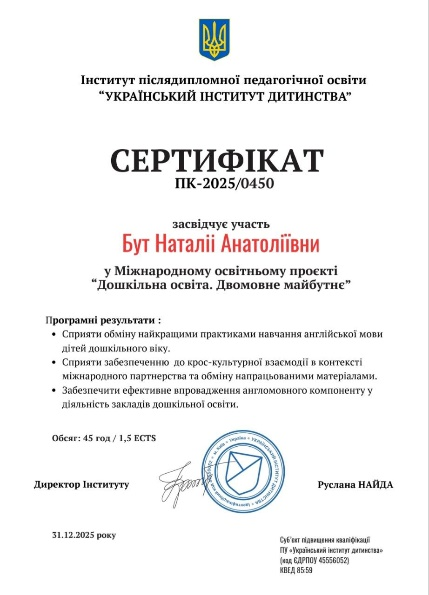 Інститут післядипломної педагогічної освіти
“УКРАЇНСЬКИЙ ІНСТИТУТ ДИТИНСТВА”
СЕРТИФІКАТ
ПК-2025/0450
засвідчує участь
Бут Наталії Анатоліївни
у Міжнародному освітньому проєкті
“Дошкільна освіта. Двомовне майбутнє”
Програмні результати :
• Сприяти обміну найкращими практиками навчання англійської мови
дітей дошкільного віку.
• Сприяти забезпеченню до крос-культурної взаємодії в контексті
міжнародного партнерства та обміну напрацьованими матеріалами.
• Забезпечити ефективне впровадження англомовного компоненту у
діяльність закладів дошкільної освіти.
Обсяг: 45 год / 1,5 ECTS
Директор Інституту
Руслана НАЙДА
31.12.2025 року
Суб'єкт підвищення кваліфікації
ПУ «Український інститут дитинства»
(код ЄДРПОУ 45556052)
КВЕД 85:59